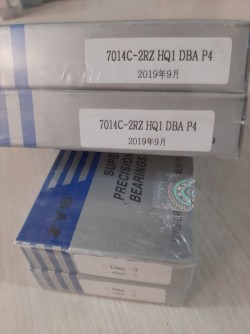 7014C-2RZ HQ1 DBA P4
2019年9月
7014C-2RZ HQ1 DBA P4
2019年9月
ZYS
SUPER
PRECISION
BEARINGS